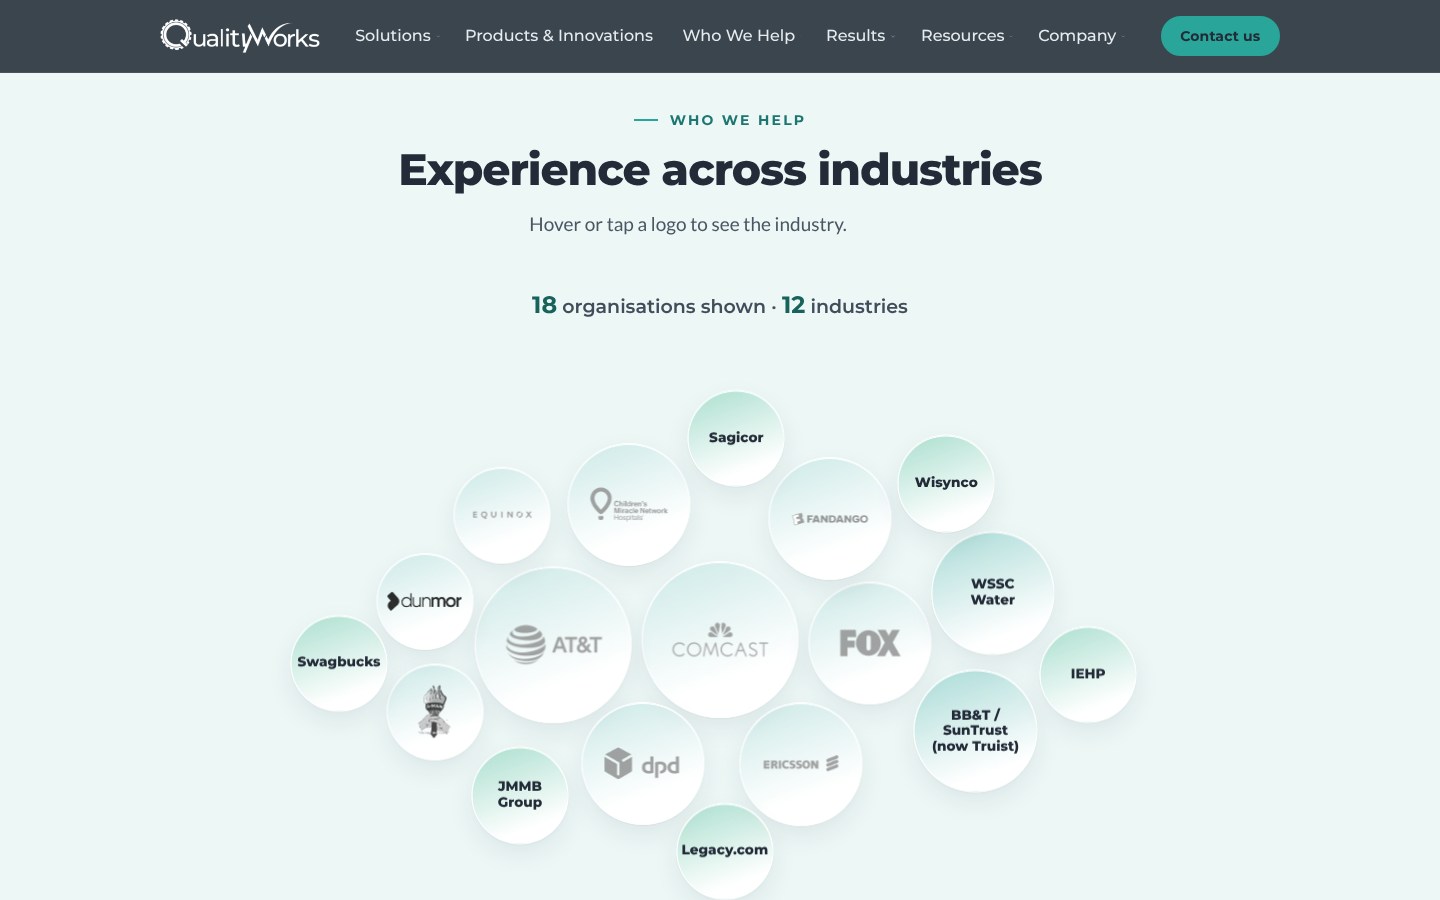 QualityWorks
Solutions
Products & Innovations
Who We Help
Results
Resources
Company
Contact us
WHO WE HELP
Experience across industries
Hover or tap a logo to see the industry.
18 organisations shown · 12 industries
Sagicor
Wisynco
EQUINOX
Children's
Miracle Network
Hospitals
FANDANGO
WSSC
Water
dunmor
AT&T
COMCAST
FOX
Swagbucks
IEHP
BB&T /
SunTrust
(now Truist)
JMMB
Group
dpd
ERICSSON
Legacy.com